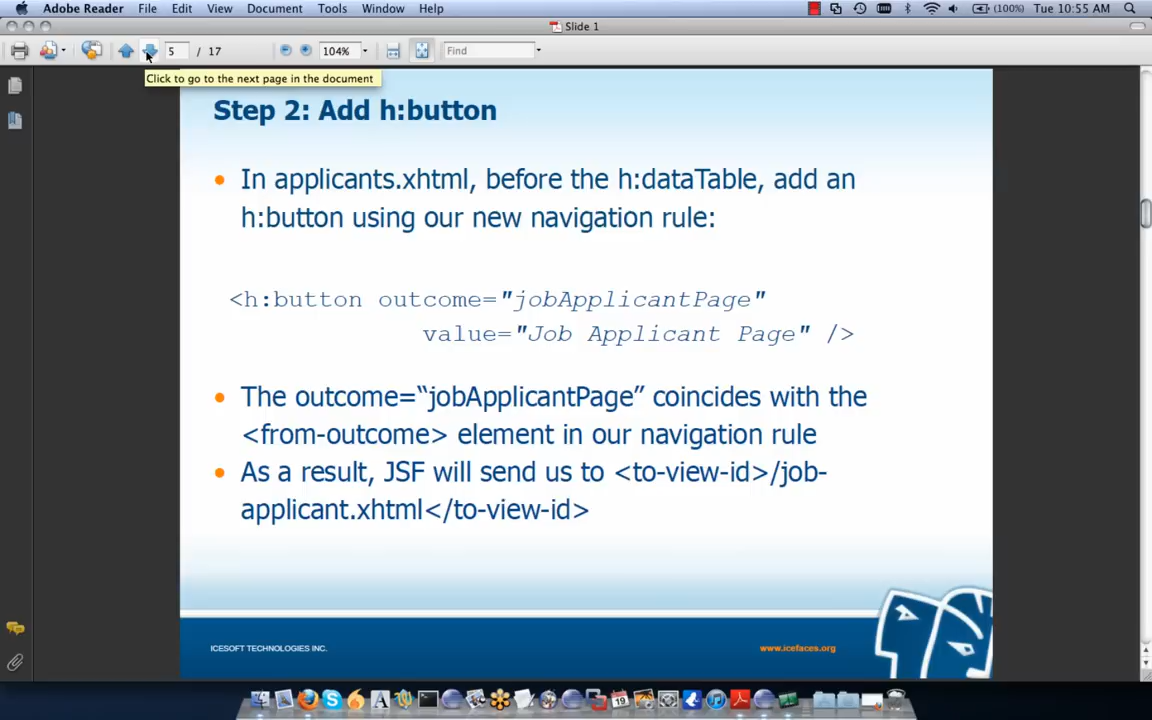 Adobe Reader File Edit View Document Tools Window Help (100%) Tue 10:55 AM
Slide 1
5 / 17 104% Find
Click to go to the next page in the document
Step 2: Add h:button
• In applicants.xhtml, before the h:dataTable, add an
h:button using our new navigation rule:
<h:button outcome="jobApplicantPage"
value="Job Applicant Page" />
• The outcome=“jobApplicantPage” coincides with the
<from-outcome> element in our navigation rule
• As a result, JSF will send us to <to-view-id>/job-
applicant.xhtml</to-view-id>
ICESOFT TECHNOLOGIES INC. www.icefaces.org
19